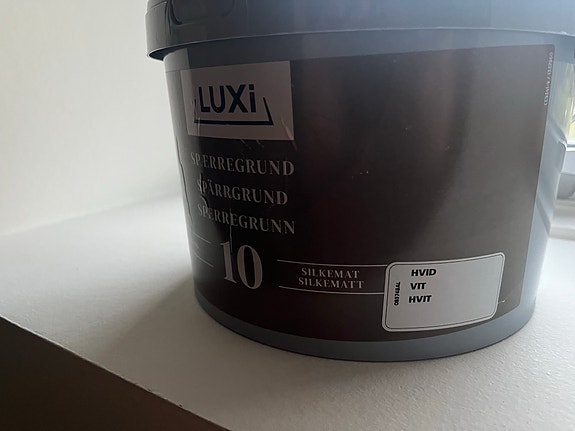 LUXi
SPÆRREGRUND
SPÄRRGRUND
SPERREGRUNN
10
SILKEMAT
SILKEMATT
HVID
VIT
HVIT